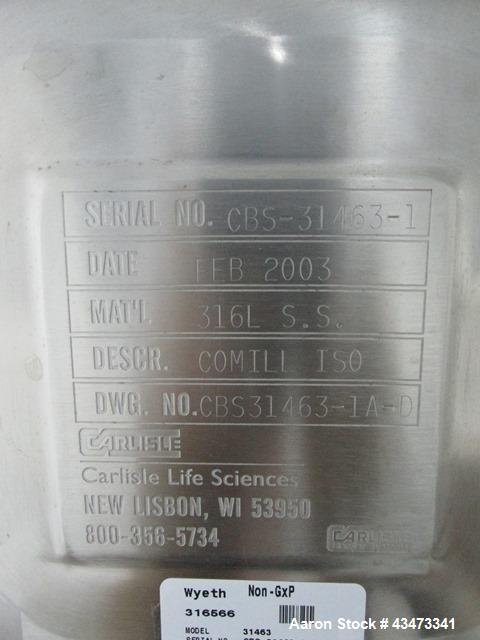 SERIAL NO. CBS-31463-1
DATE FEB 2003
MAT'L 316L S.S.
DESCR. COMILL ISO
DWG. NO. CBS31463-1A-D
CARLISLE
Carlisle Life Sciences
NEW LISBON, WI 53950
800-356-5734
CARLISLE
Wyeth Non-GxP
316566
MODEL 31463
Aaron Stock # 43473341